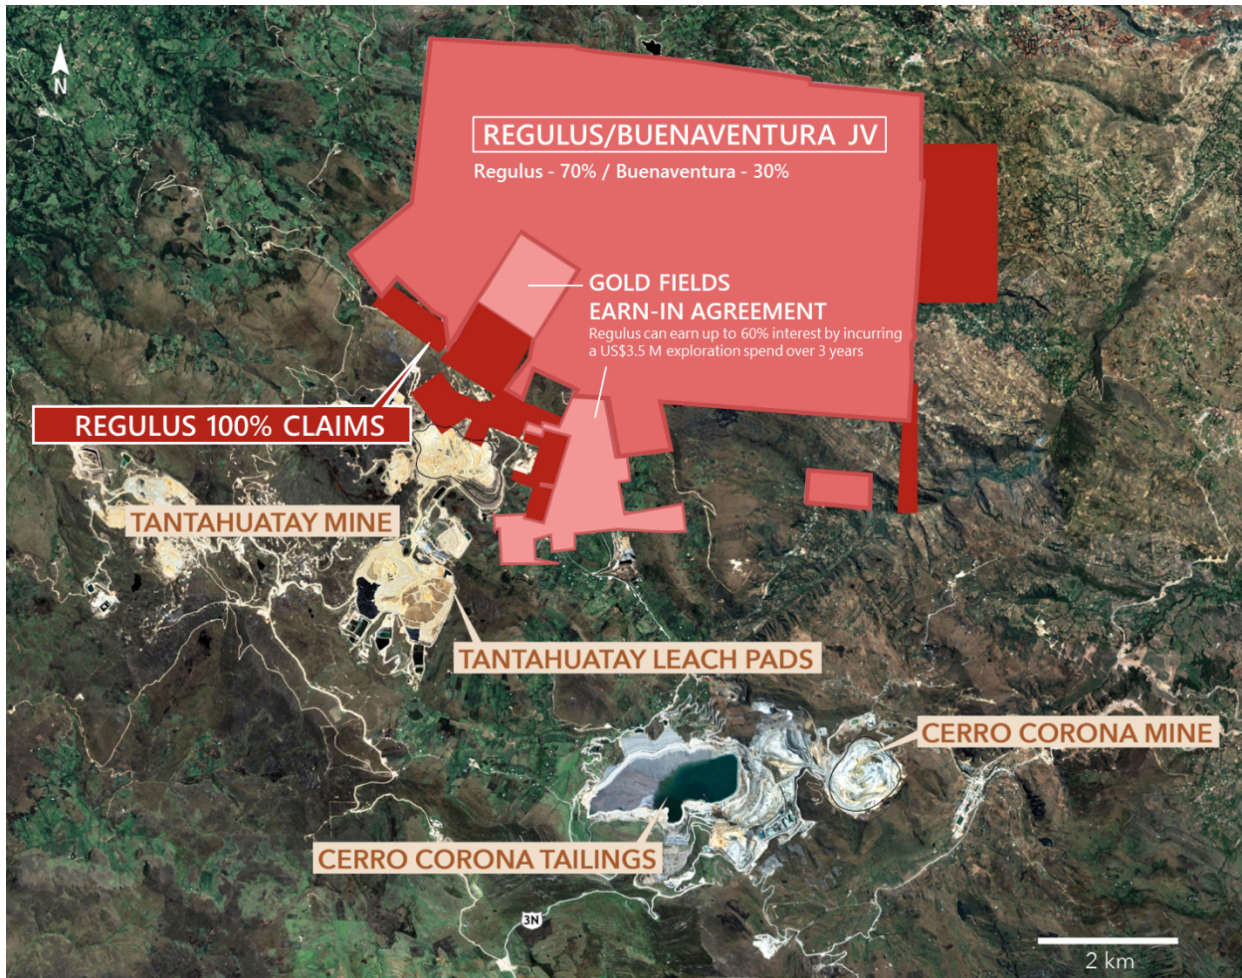 N
REGULUS/BUENAVENTURA JV
Regulus - 70% / Buenaventura - 30%
GOLD FIELDS
EARN-IN AGREEMENT
Regulus can earn up to 60% interest by incurring
a US$3.5 M exploration spend over 3 years
REGULUS 100% CLAIMS
TANTAHUATAY MINE
TANTAHUATAY LEACH PADS
CERRO CORONA MINE
CERRO CORONA TAILINGS
3N
2 km